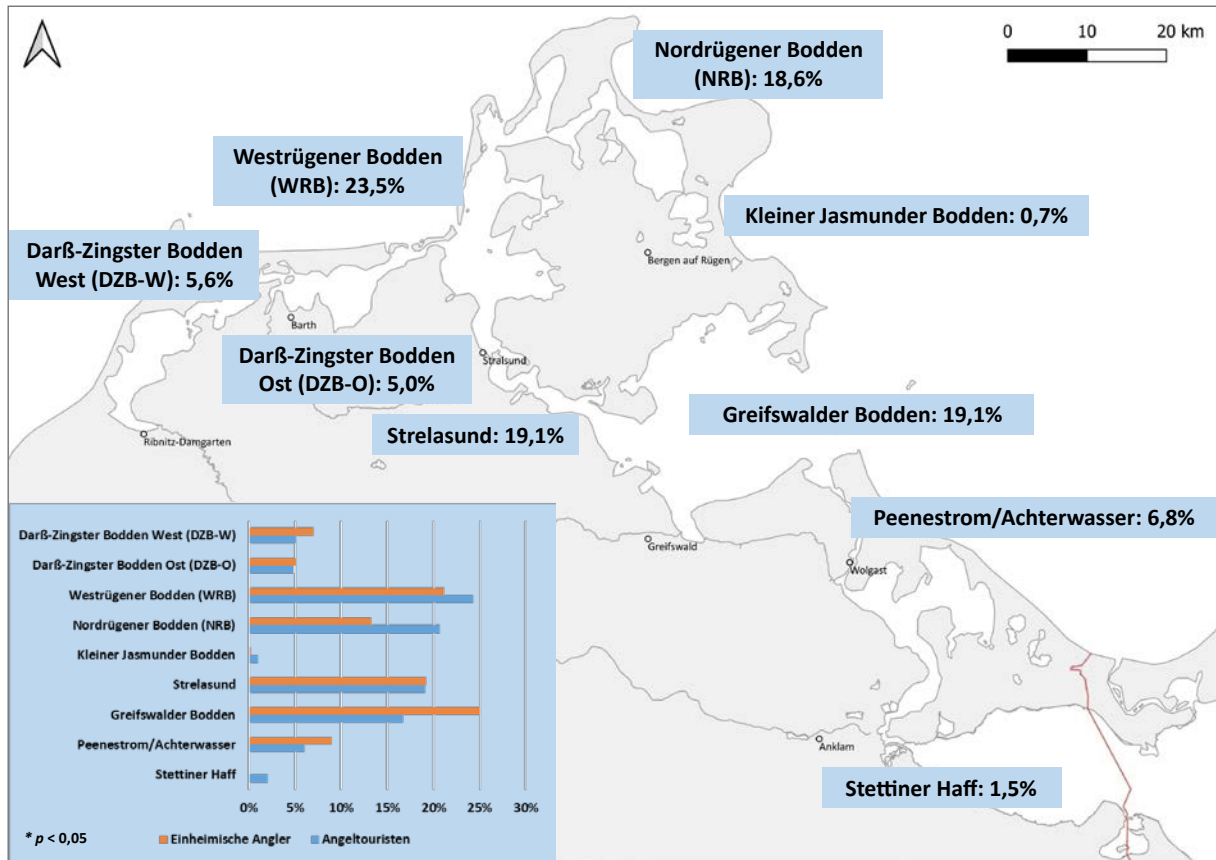 0 10 20 km
Nordrügener Bodden
(NRB): 18,6%
Westrügener Bodden
(WRB): 23,5%
Kleiner Jasmunder Bodden: 0,7%
Bergen auf Rügen
Darß-Zingster Bodden
West (DZB-W): 5,6%
Barth
Darß-Zingster Bodden
Ost (DZB-O): 5,0%
Stralsund
Greifswalder Bodden: 19,1%
Strelasund: 19,1%
Ribnitz-Damgarten
Peenestrom/Achterwasser: 6,8%
Greifswald
Wolgast
Anklam
Stettiner Haff: 1,5%
Darß-Zingster Bodden West (DZB-W)
Darß-Zingster Bodden Ost (DZB-O)
Westrügener Bodden (WRB)
Nordrügener Bodden (NRB)
Kleiner Jasmunder Bodden
Strelasund
Greifswalder Bodden
Peenestrom/Achterwasser
Stettiner Haff
0% 5% 10% 15% 20% 25% 30%
* p < 0,05
Einheimische Angler Angeltouristen